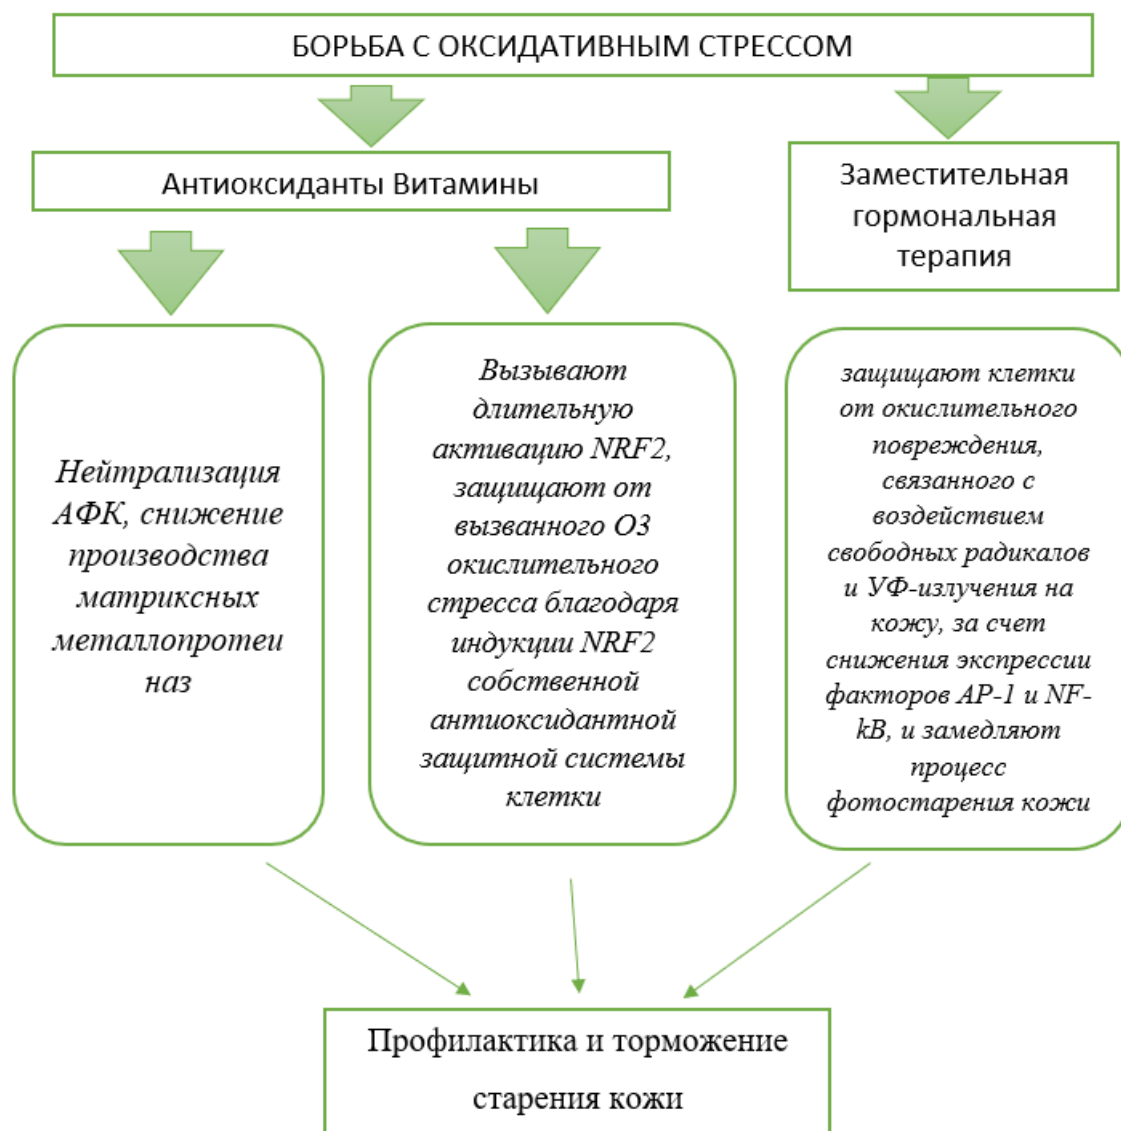 БОРЬБА С ОКСИДАТИВНЫМ СТРЕССОМ
Антиоксиданты Витамины
Заместительная
гормональная
терапия
Нейтрализация
АФК, снижение
производства
матриксных
металлопротеи
наз
Вызывают
длительную
активацию NRF2,
защищают от
вызванного О3
окислительного
стресса благодаря
индукции NRF2
собственной
антиоксидантной
защитной системы
клетки
защищают клетки
от окислительного
повреждения,
связанного с
воздействием
свободных радикалов
и УФ-излучения на
кожу, за счет
снижения экспрессии
факторов AP-1 и NF-
kB, и замедляют
процесс
фотостарения кожи
Профилактика и торможение
старения кожи